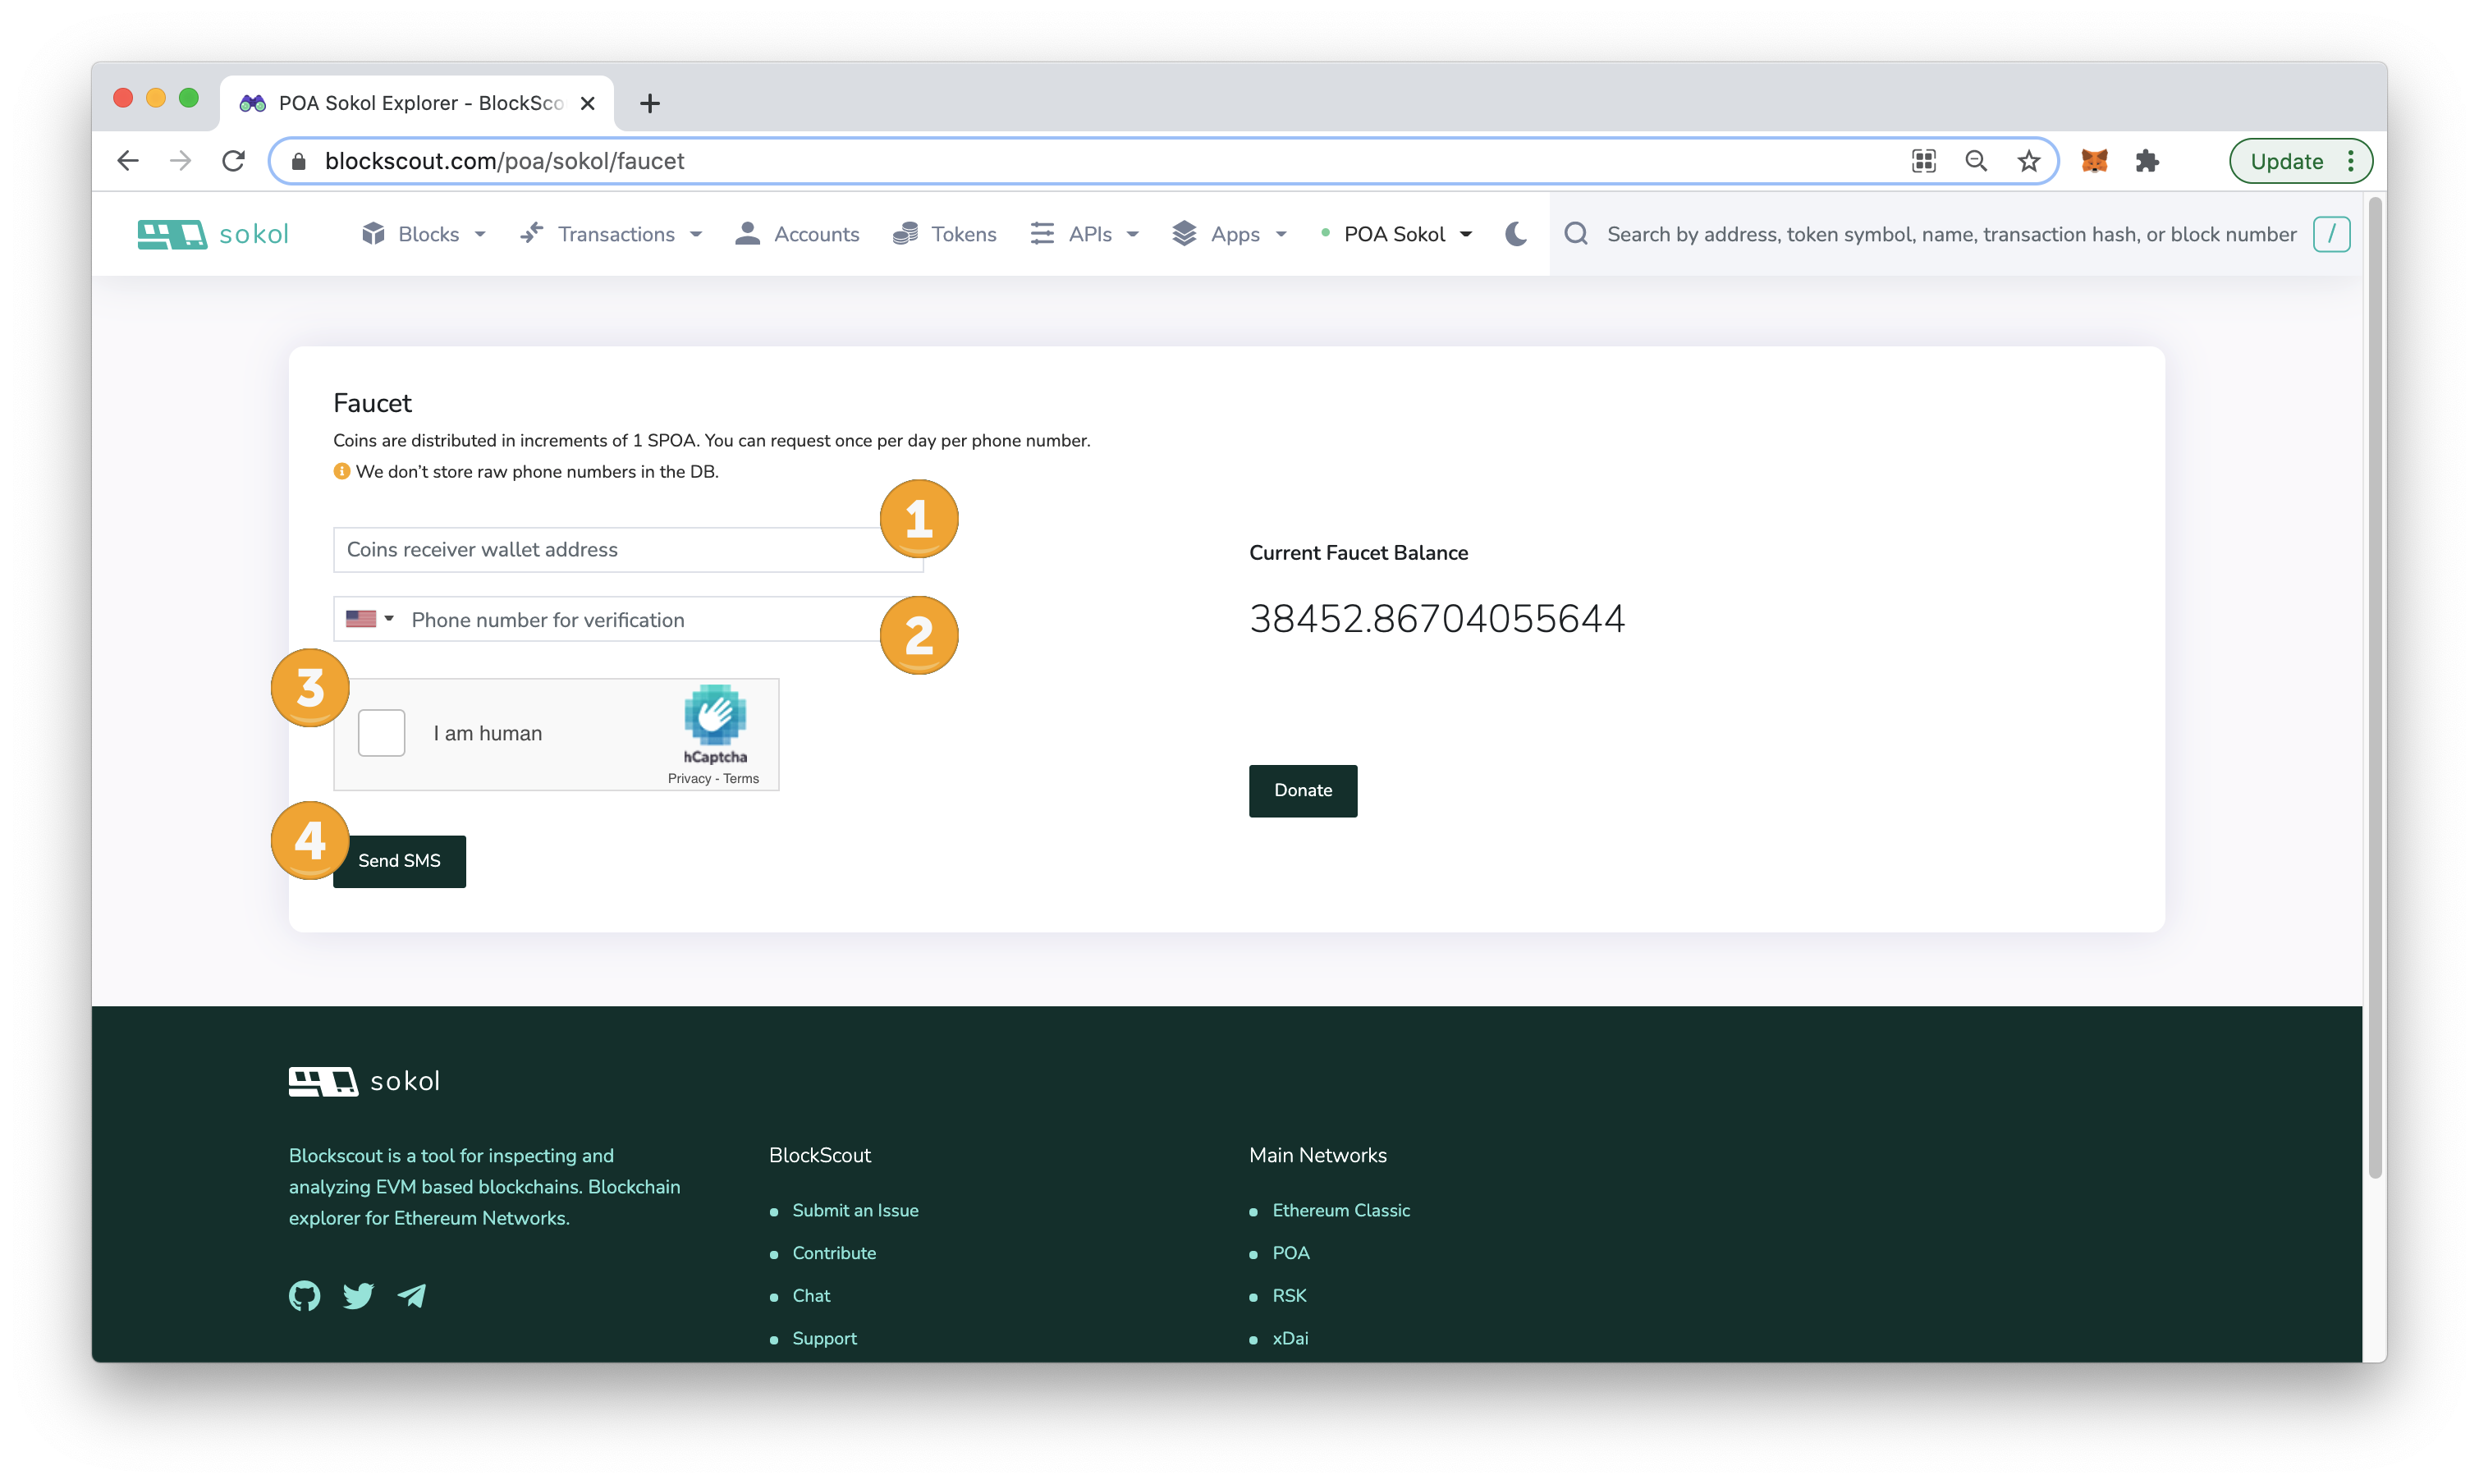 POA Sokol Explorer - BlockSco
blockscout.com/poa/sokol/faucet
Update
sokol
Blocks
Transactions
Accounts
Tokens
APIs
Apps
POA Sokol
Search by address, token symbol, name, transaction hash, or block number
/
Faucet
Coins are distributed in increments of 1 SPOA. You can request once per day per phone number.
We don't store raw phone numbers in the DB.
1
Coins receiver wallet address
2
Phone number for verification
3
I am human
hCaptcha
Privacy - Terms
4
Send SMS
Current Faucet Balance
38452.86704055644
Donate
sokol
Blockscout is a tool for inspecting and
analyzing EVM based blockchains. Blockchain
explorer for Ethereum Networks.
BlockScout
Submit an Issue
Contribute
Chat
Support
Main Networks
Ethereum Classic
POA
RSK
xDai